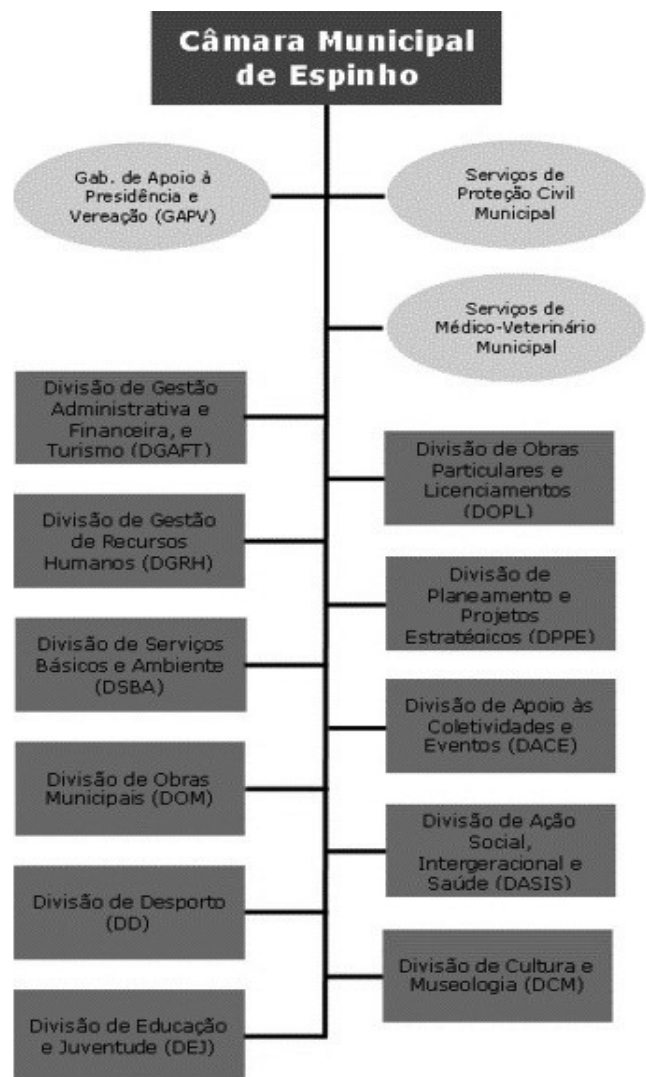 Câmara Municipal
de Espinho
Gab. de Apoio à
Presidência e
Vereação (GAPV)
Serviços de
Proteção Civil
Municipal
Serviços de
Médico-Veterinário
Municipal
Divisão de Gestão
Administrativa e
Financeira, e
Turismo (DGAFT)
Divisão de Obras
Particulares e
Licenciamentos
(DOPL)
Divisão de Gestão
de Recursos
Humanos (DGRH)
Divisão de
Planeamento e
Projetos
Estratégicos (DPPE)
Divisão de Serviços
Básicos e Ambiente
(DSBA)
Divisão de Apoio às
Coletividades e
Eventos (DACE)
Divisão de Obras
Municipais (DOM)
Divisão de Ação
Social,
Intergeracional e
Saúde (DASIS)
Divisão de Desporto
(DD)
Divisão de Cultura e
Museologia (DCM)
Divisão de Educação
e Juventude (DEJ)